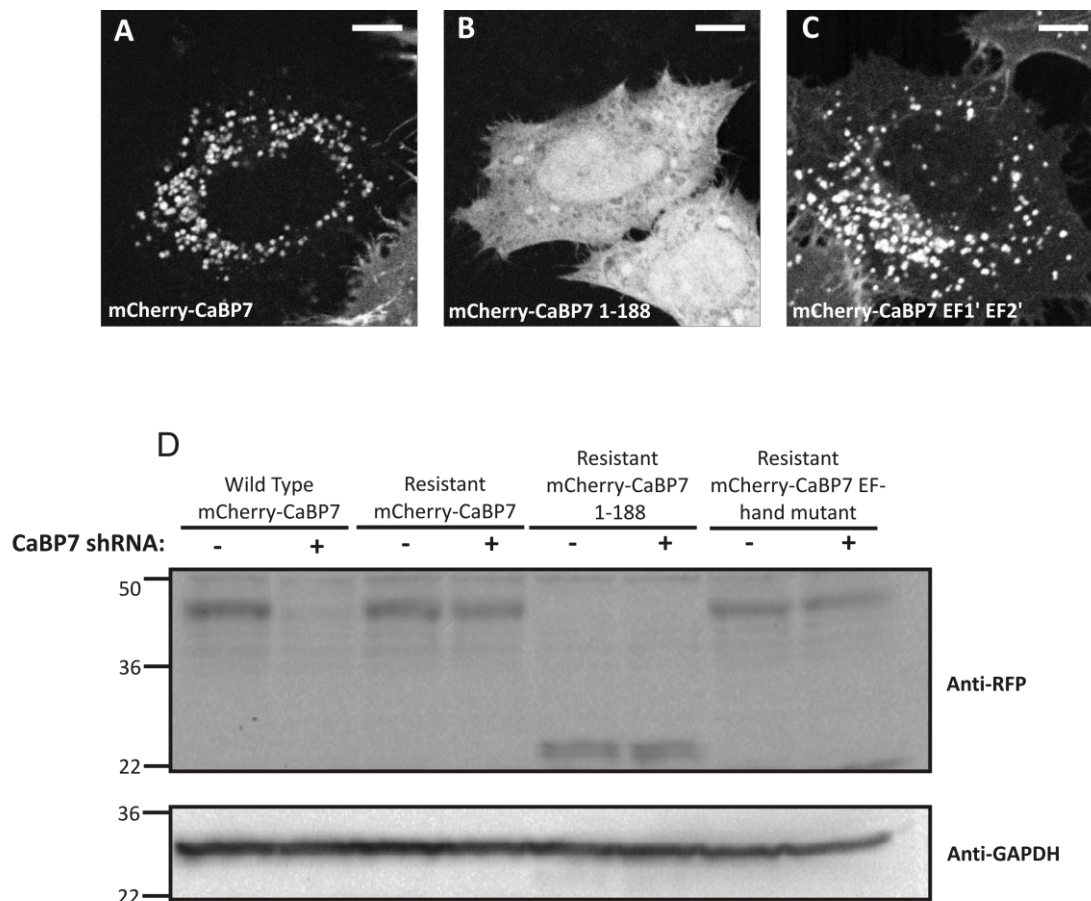 A
B
C
mCherry-CaBP7
mCherry-CaBP7 1-188
mCherry-CaBP7 EF1' EF2'
D
Wild Type
mCherry-CaBP7
Resistant
mCherry-CaBP7
Resistant
mCherry-CaBP7
1-188
Resistant
mCherry-CaBP7 EF-
hand mutant
CaBP7 shRNA: - + - + - + - +
50
36
22
Anti-RFP
36
22
Anti-GAPDH